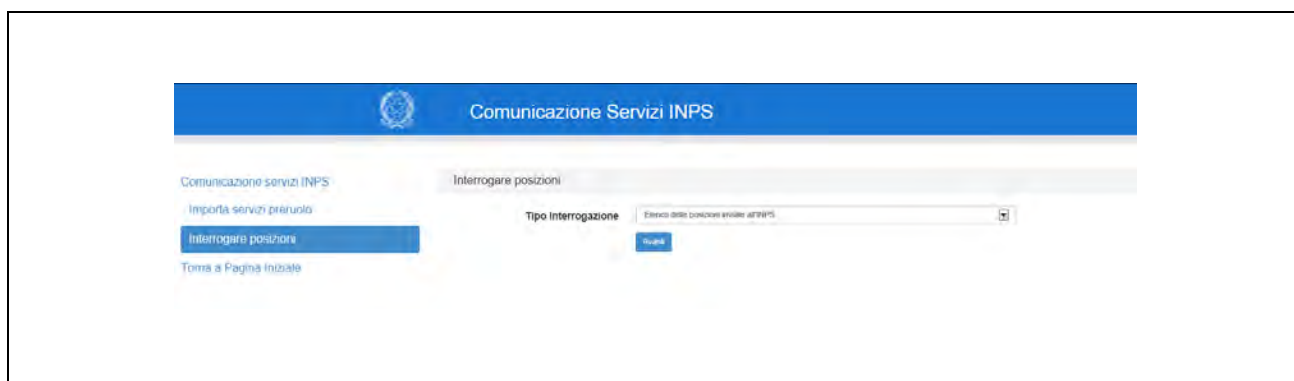 Comunicazione Servizi INPS
Comunicazione servizi INPS
Importa servizi preruolo
Interrogare posizioni
Torna a Pagina Iniziale
Interrogare posizioni
Tipo Interrogazione
Elenco delle posizioni inviate all'INPS